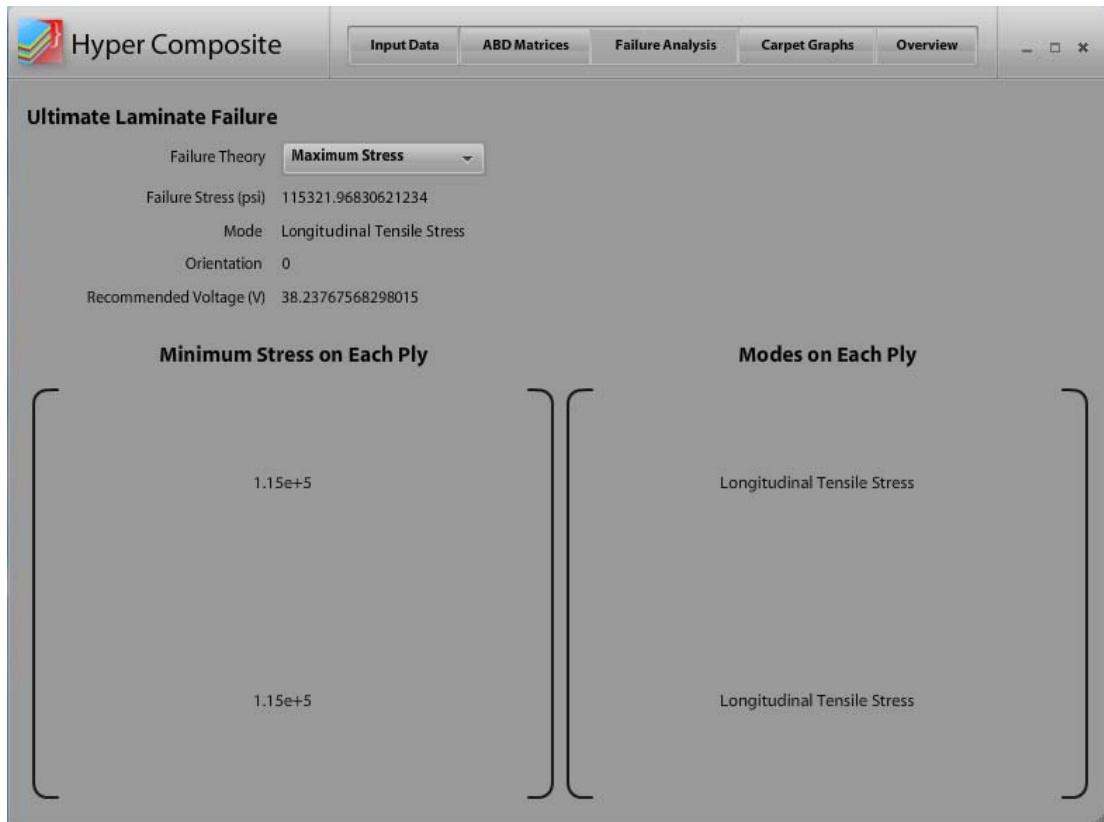 Hyper Composite
Input Data
ABD Matrices
Failure Analysis
Carpet Graphs
Overview
Ultimate Laminate Failure
Failure Theory Maximum Stress
Failure Stress (psi) 115321.96830621234
Mode Longitudinal Tensile Stress
Orientation 0
Recommended Voltage (V) 38.23767568298015
Minimum Stress on Each Ply
1.15e+5
1.15e+5
Modes on Each Ply
Longitudinal Tensile Stress
Longitudinal Tensile Stress